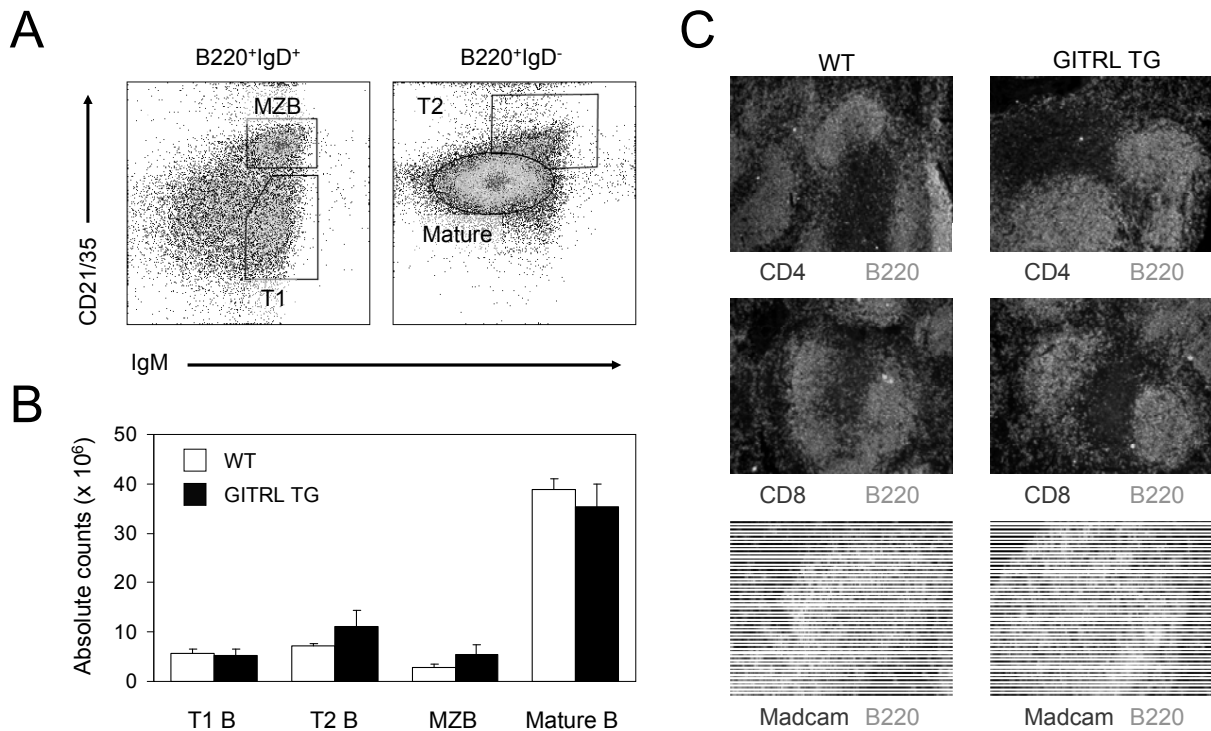 A
B220⁺IgD⁺
B220⁺IgD⁻
MZB
T1
T2
Mature
CD21/35
IgM
B
Absolute counts (x 10⁶)
50
40
30
20
10
0
WT
GITRL TG
T1 B
T2 B
MZB
Mature B
C
WT
GITRL TG
CD4 B220
CD4 B220
CD8 B220
CD8 B220
Madcam B220
Madcam B220